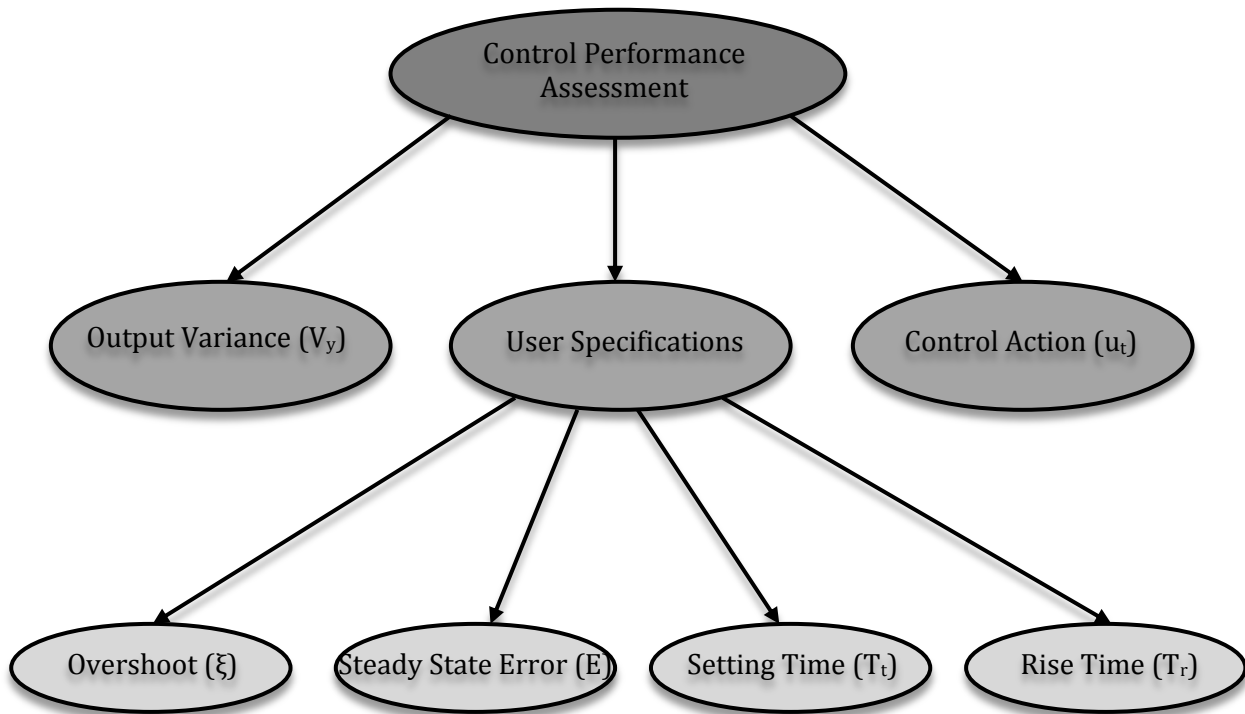 Control Performance
Assessment
Output Variance (Vᵧ)
User Specifications
Control Action (uₜ)
Overshoot (ξ)
Steady State Error (E)
Setting Time (Tₜ)
Rise Time (Tᵣ)